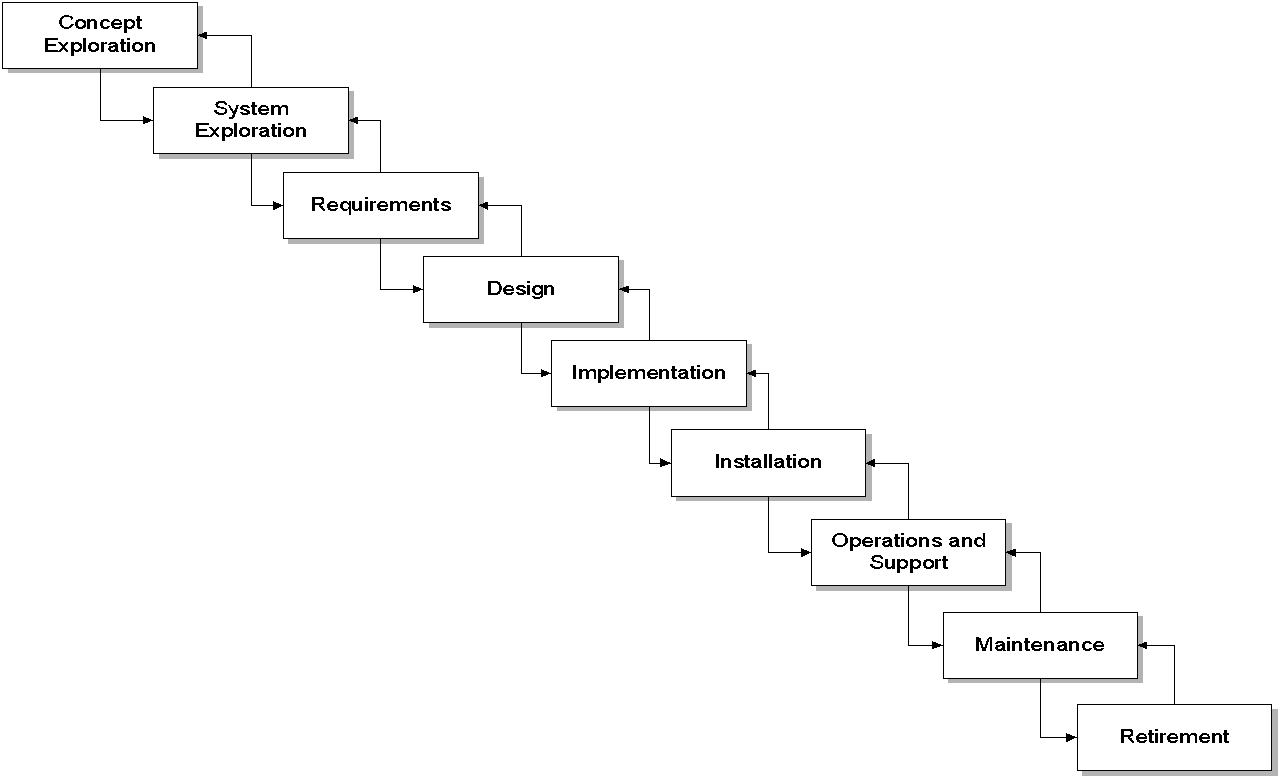 Concept
Exploration
System
Exploration
Requirements
Design
Implementation
Installation
Operations and
Support
Maintenance
Retirement